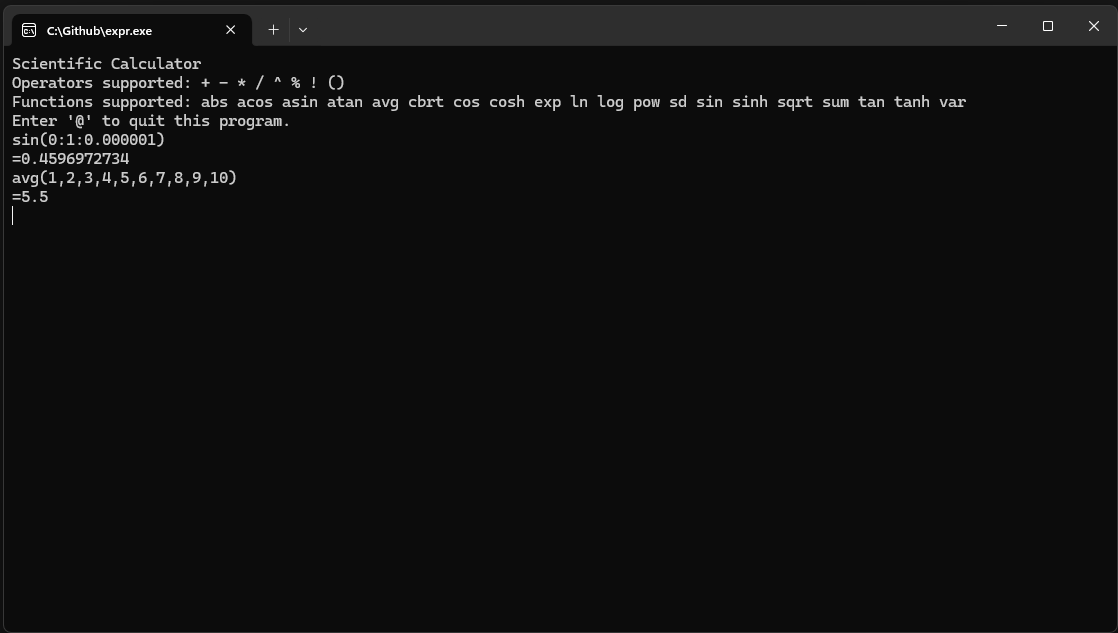 C:\Github\expr.exe
Scientific Calculator
Operators supported: + - * / ^ % ! ()
Functions supported: abs acos asin atan avg cbrt cos cosh exp ln log pow sd sin sinh sqrt sum tan tanh var
Enter '@' to quit this program.
sin(0:1:0.000001)
=0.4596972734
avg(1,2,3,4,5,6,7,8,9,10)
=5.5